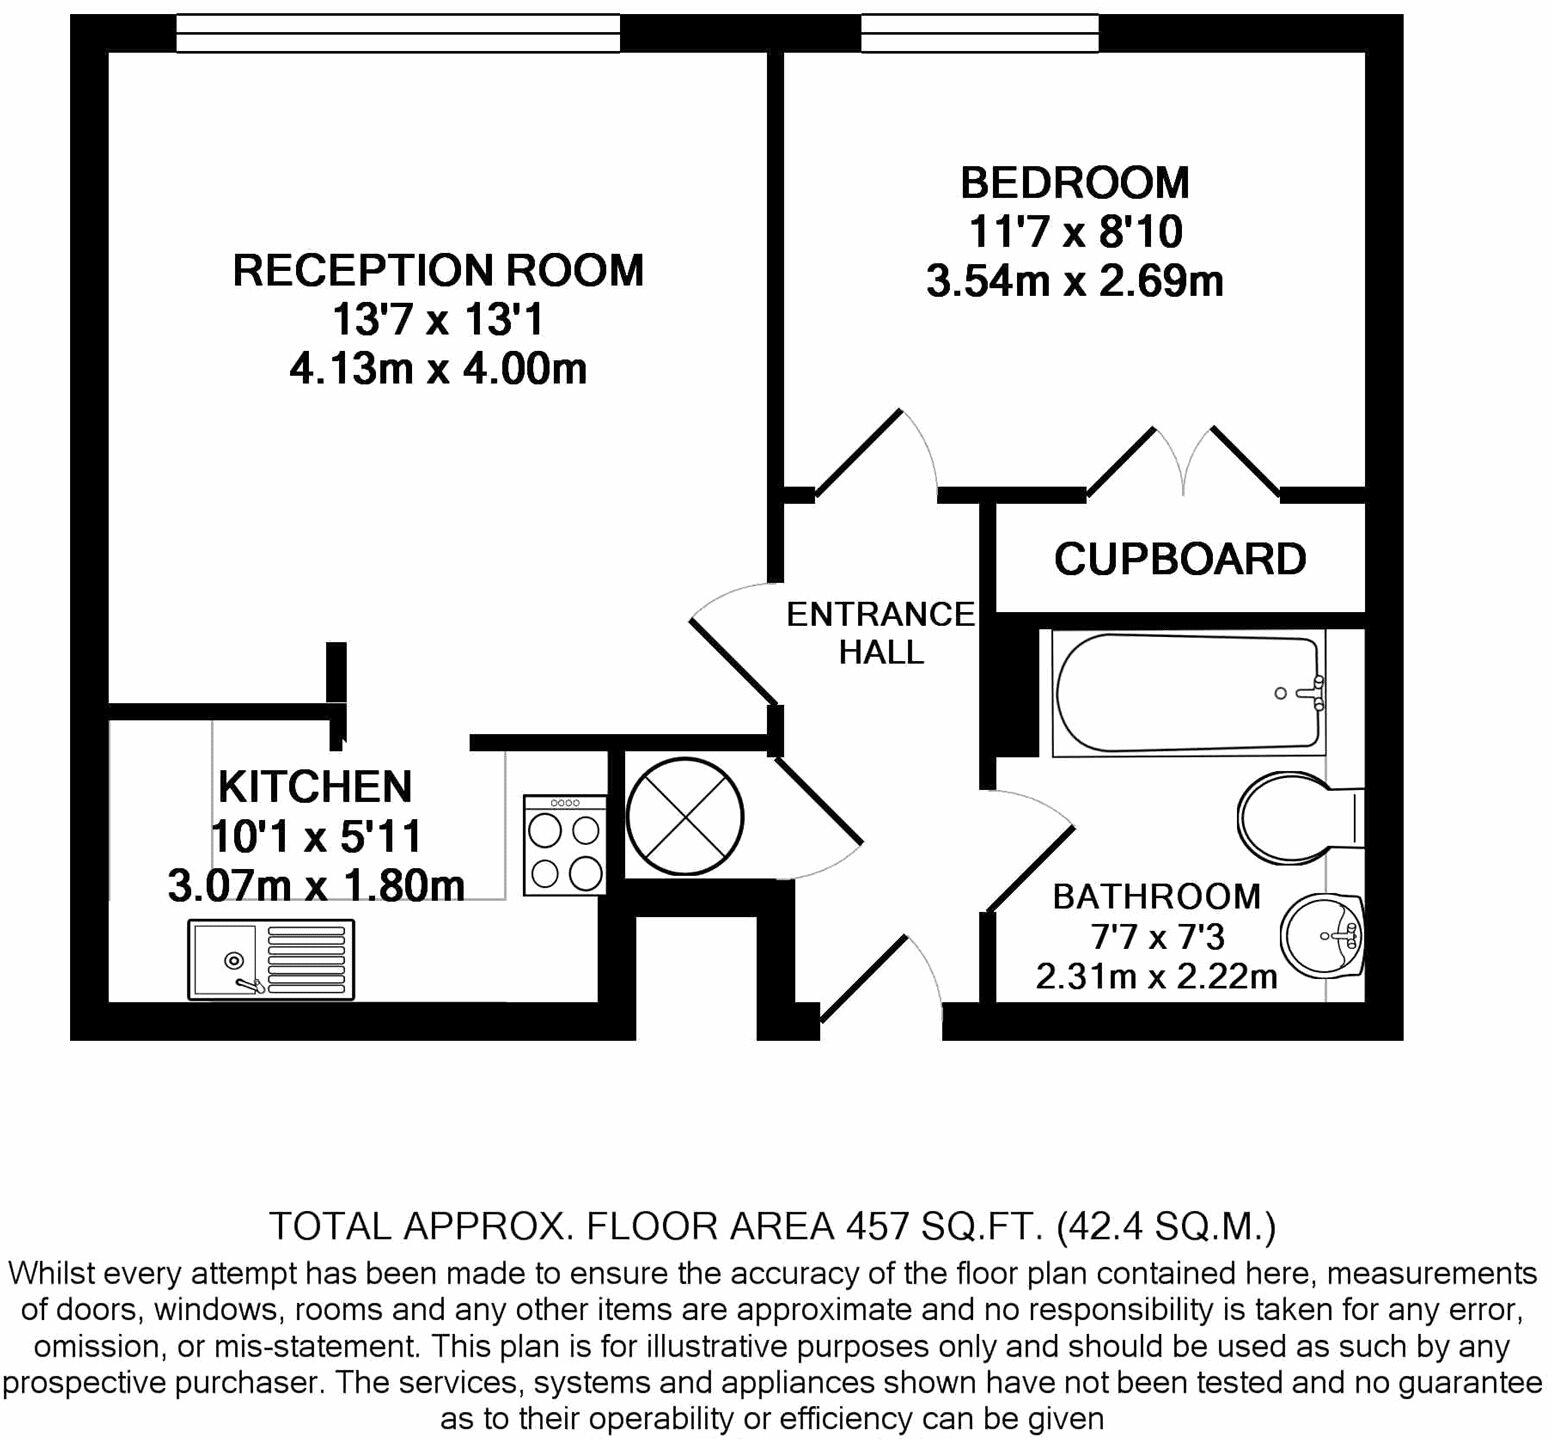 RECEPTION ROOM
13'7 x 13'1
4.13m x 4.00m
BEDROOM
11'7 x 8'10
3.54m x 2.69m
CUPBOARD
ENTRANCE
HALL
KITCHEN
10'1 x 5'11
3.07m x 1.80m
BATHROOM
7'7 x 7'3
2.31m x 2.22m
TOTAL APPROX. FLOOR AREA 457 SQ.FT. (42.4 SQ.M.)
Whilst every attempt has been made to ensure the accuracy of the floor plan contained here, measurements
of doors, windows, rooms and any other items are approximate and no responsibility is taken for any error,
omission, or mis-statement. This plan is for illustrative purposes only and should be used as such by any
prospective purchaser. The services, systems and appliances shown have not been tested and no guarantee
as to their operability or efficiency can be given